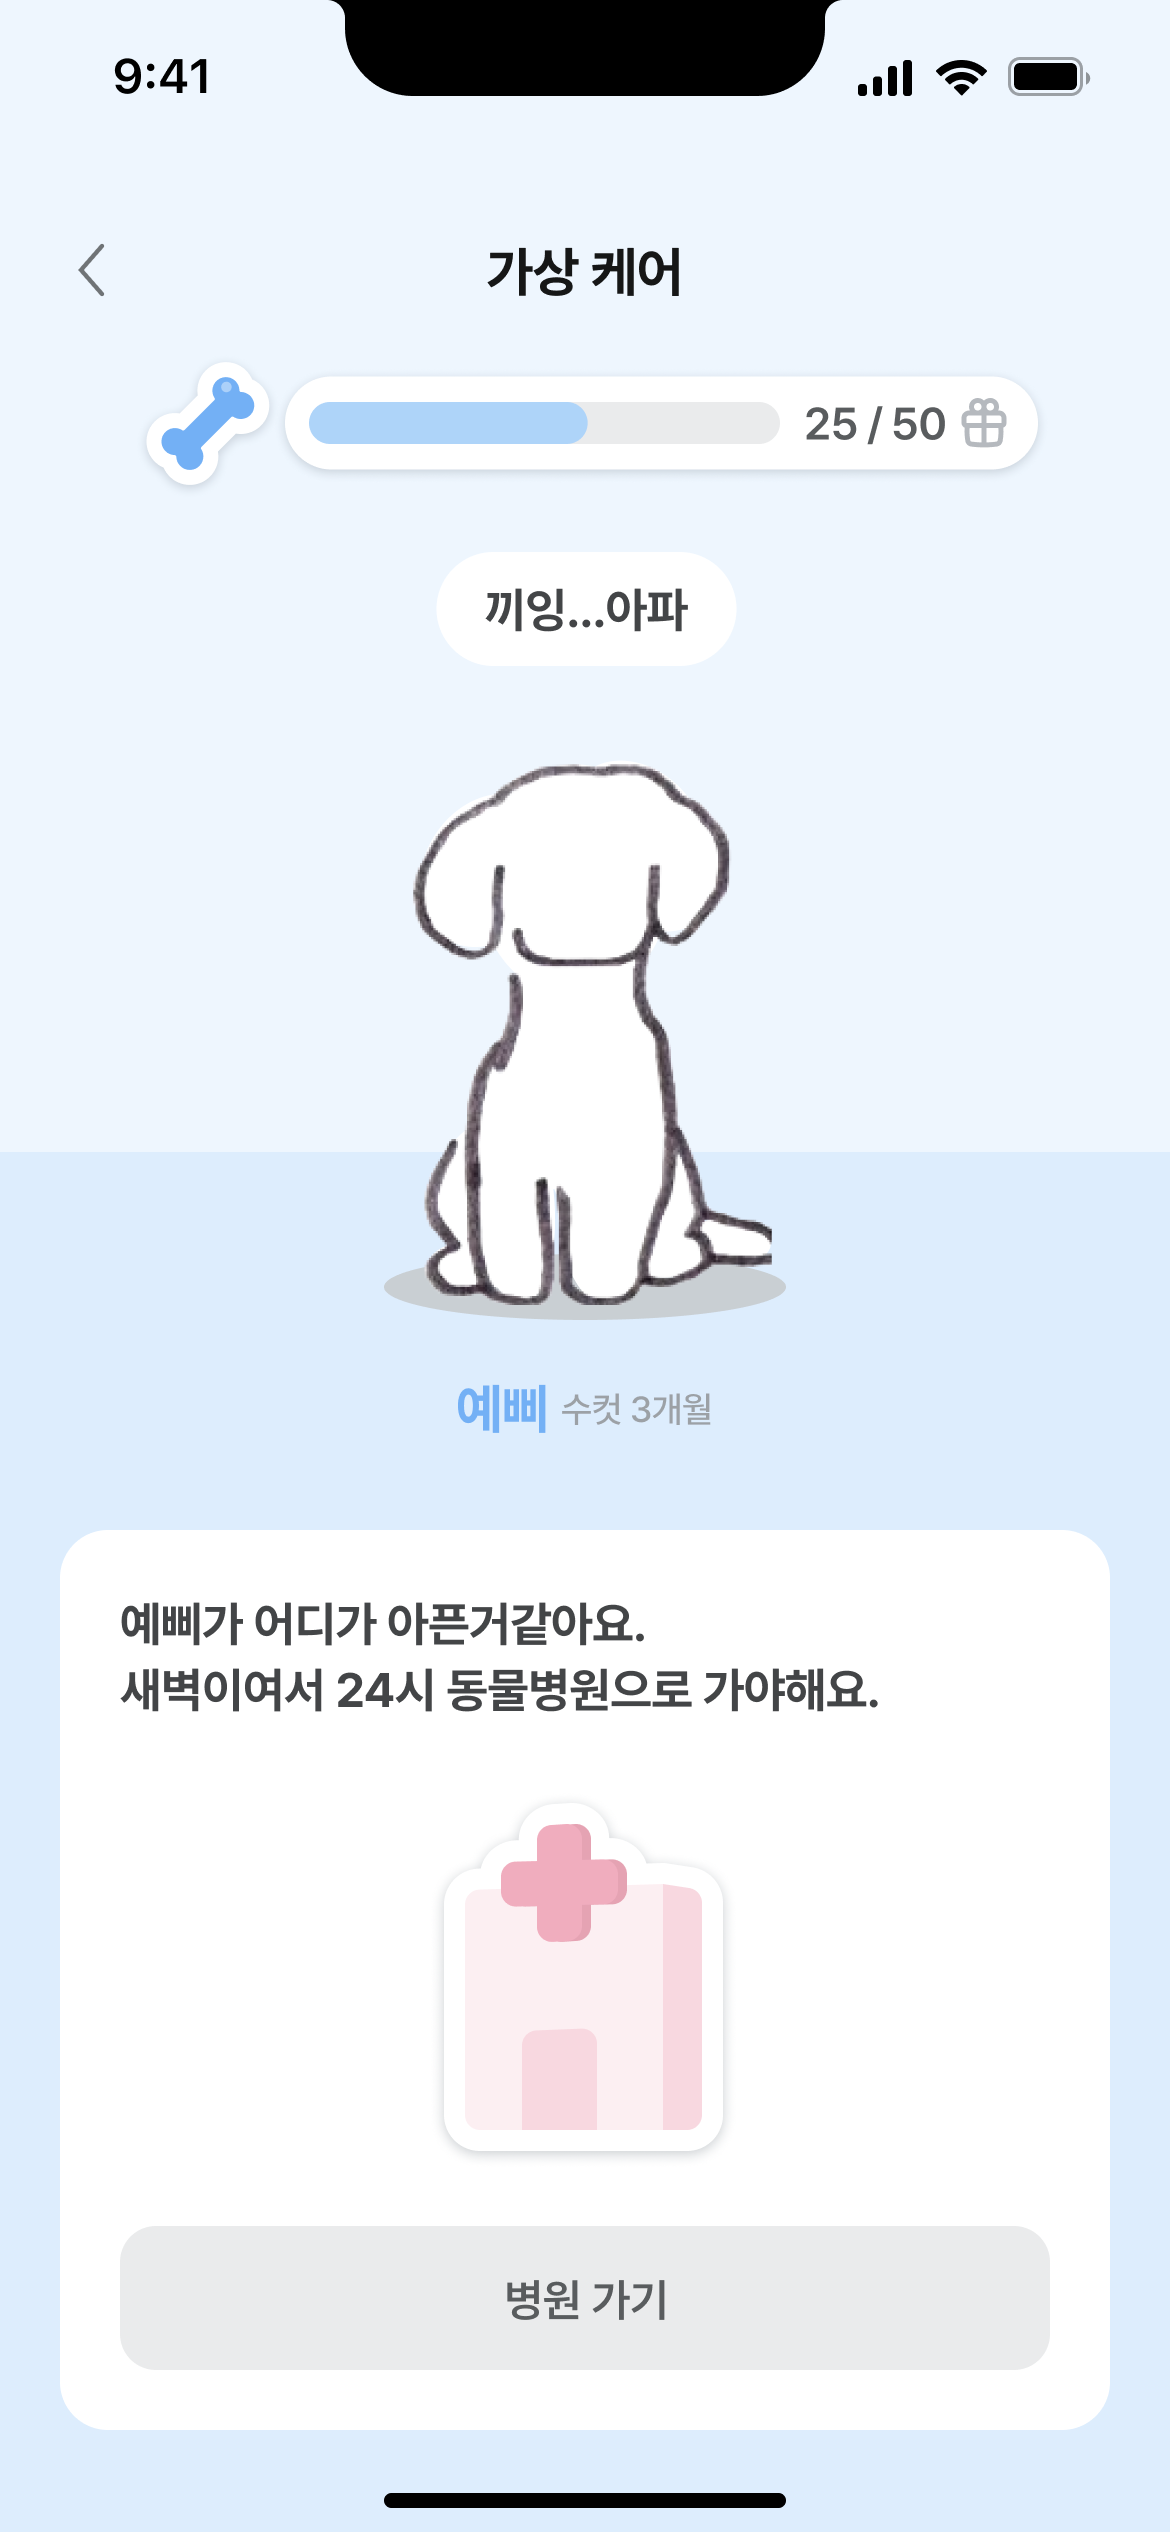 9:41
가상 케어
25 / 50
끼잉...아파
예삐 수컷 3개월
예삐가 어디가 아픈거같아요.
새벽이여서 24시 동물병원으로 가야해요.
병원 가기